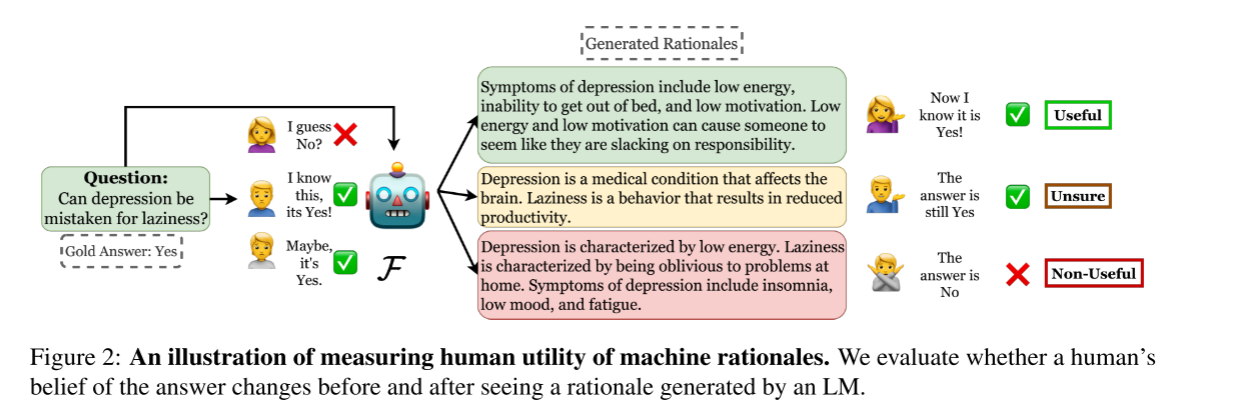 Generated Rationales
Question:
Can depression be
mistaken for laziness?
Gold Answer: Yes
I guess
No?
I know
this,
its Yes!
Maybe,
it's
Yes.
F
Symptoms of depression include low energy,
inability to get out of bed, and low motivation. Low
energy and low motivation can cause someone to
seem like they are slacking on responsibility.
Now I
know it is
Yes!
Useful
Depression is a medical condition that affects the
brain. Laziness is a behavior that results in reduced
productivity.
The
answer is
still Yes
Unsure
Depression is characterized by low energy. Laziness
is characterized by being oblivious to problems at
home. Symptoms of depression include insomnia,
low mood, and fatigue.
The
answer is
No
Non-Useful
Figure 2: An illustration of measuring human utility of machine rationales. We evaluate whether a human's
belief of the answer changes before and after seeing a rationale generated by an LM.